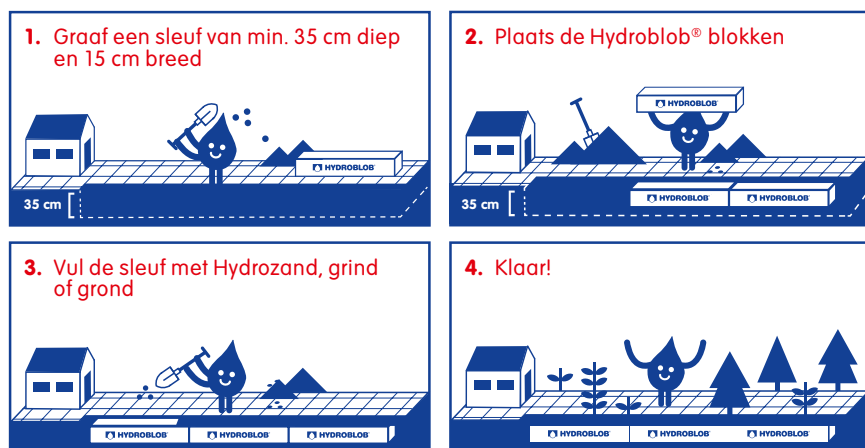 1. Graaf een sleuf van min. 35 cm diep
en 15 cm breed
HYDROBLOB®
35 cm
2. Plaats de Hydroblob® blokken
HYDROBLOB®
35 cm
HYDROBLOB®
HYDROBLOB®
3. Vul de sleuf met Hydrozand, grind
of grond
HYDROBLOB®
HYDROBLOB®
HYDROBLOB®
4. Klaar!
HYDROBLOB®
HYDROBLOB®
HYDROBLOB®